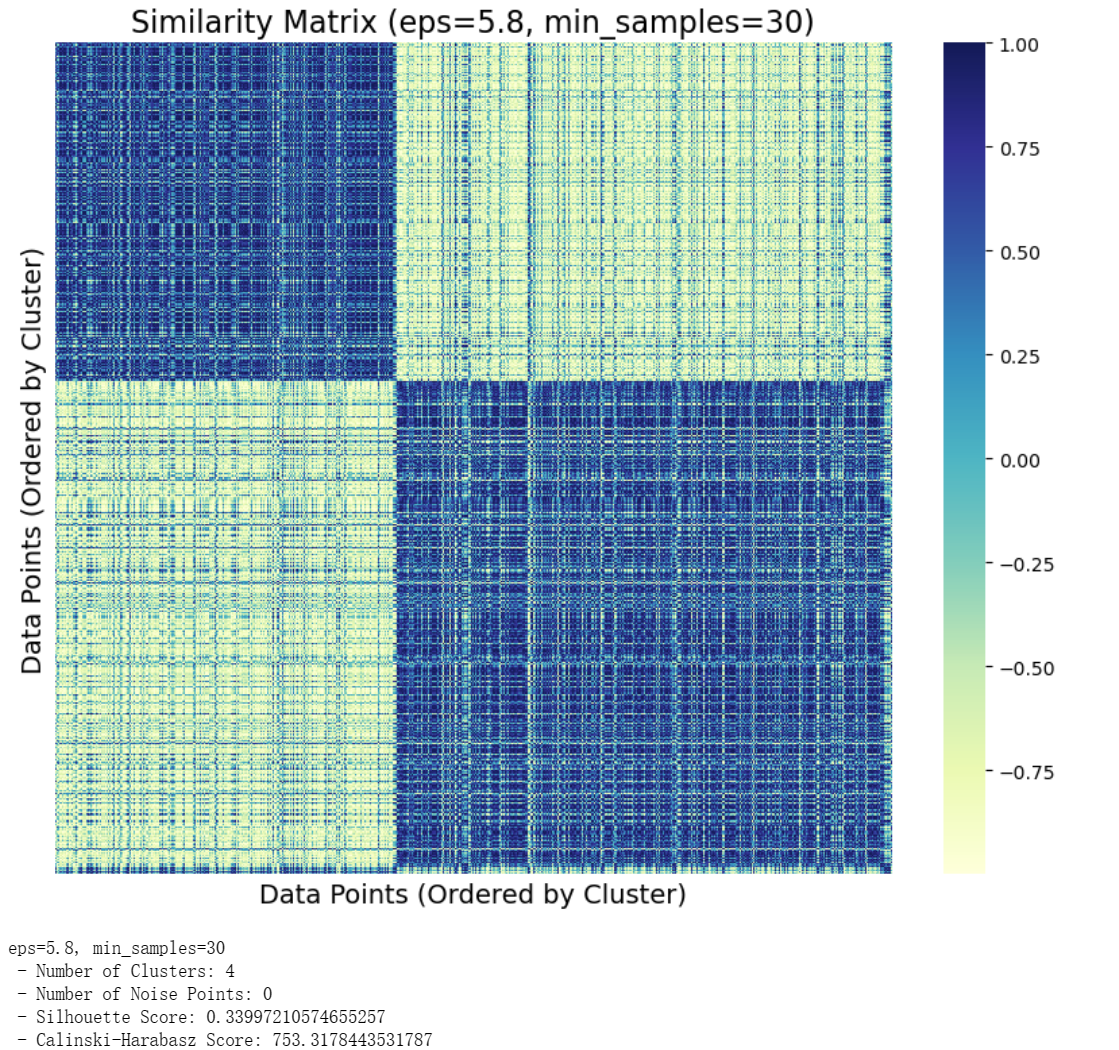 Similarity Matrix (eps=5.8, min_samples=30)
1.00
0.75
0.50
0.25
0.00
−0.25
−0.50
−0.75
Data Points (Ordered by Cluster)
Data Points (Ordered by Cluster)
eps=5.8, min_samples=30
- Number of Clusters: 4
- Number of Noise Points: 0
- Silhouette Score: 0.33997210574655257
- Calinski-Harabasz Score: 753.3178443531787